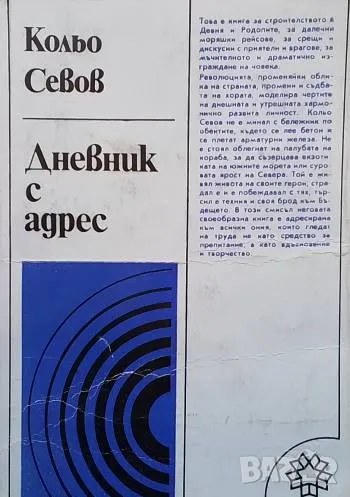 Кольо
Севов
Дневник
с
адрес
Това е книга за строителството в
Девня и Родопите, за далечни
моряшки рейсове, за срещи и
дискусии с приятели и врагове, за
мъчителното и драматично из-
граждане на човека.
Революцията, променяйки обли-
ка на страната, промени и съдба-
та на хората, моделира чертите
на днешната и утрешната хармо-
нично развита личност. Кольо
Севов не е минал с бележник по
обектите, където се лее бетон и
се плетат арматурни железа. Не
е стоял облегнат на палубата на
кораба, за да съзерцава екзоти-
ката на южните морета или суро-
вата ярост на Севера. Той е жи-
вял живота на своите герои, стра-
дал е и е побеждавал с тях, тър-
сил е техния и своя брод към Бъ-
дещето. В този смисъл неговата
своеобразна книга е адресирана
към всички ония, които гледат
на труда не като средство за
препитание, а като вдъхновение
и творчество.
BAZAR